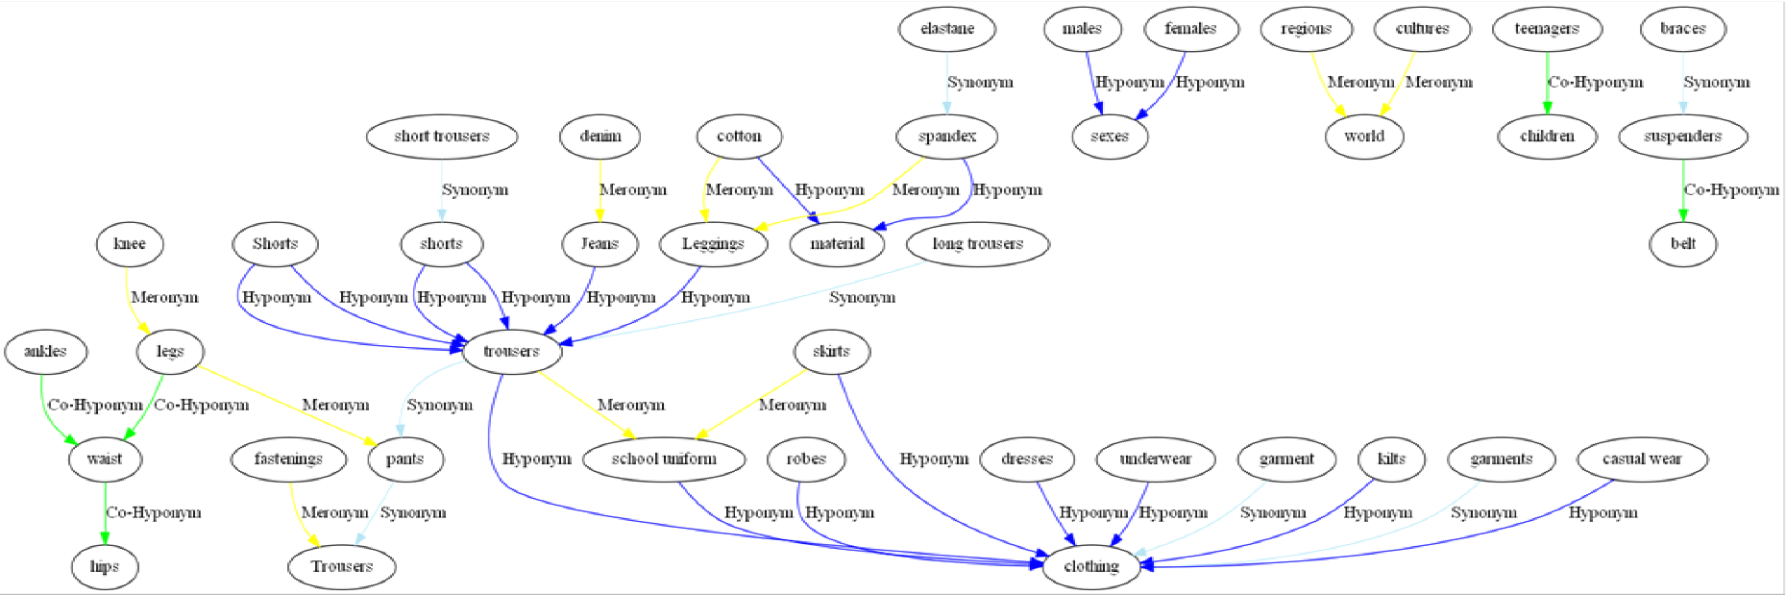 elastane males females regions cultures teenagers braces
Synonym Hyponym Hyponym Meronym Meronym Co-Hyponym Synonym
short trousers denim cotton spandex sexes world children suspenders
Synonym Meronym Meronym Hyponym Meronym Hyponym Co-Hyponym
knee Shorts shorts Jeans Leggings material long trousers belt
Meronym Hyponym Hyponym Hyponym Hyponym Hyponym Hyponym Synonym
ankles legs trousers skirts
Co-Hyponym Co-Hyponym Meronym Synonym Meronym Meronym
waist fastenings pants Hyponym school uniform robes Hyponym dresses underwear garment kilts garments casual wear
Co-Hyponym Meronym Synonym Hyponym Hyponym Hyponym Hyponym Synonym Hyponym Synonym Hyponym
hips Trousers clothing